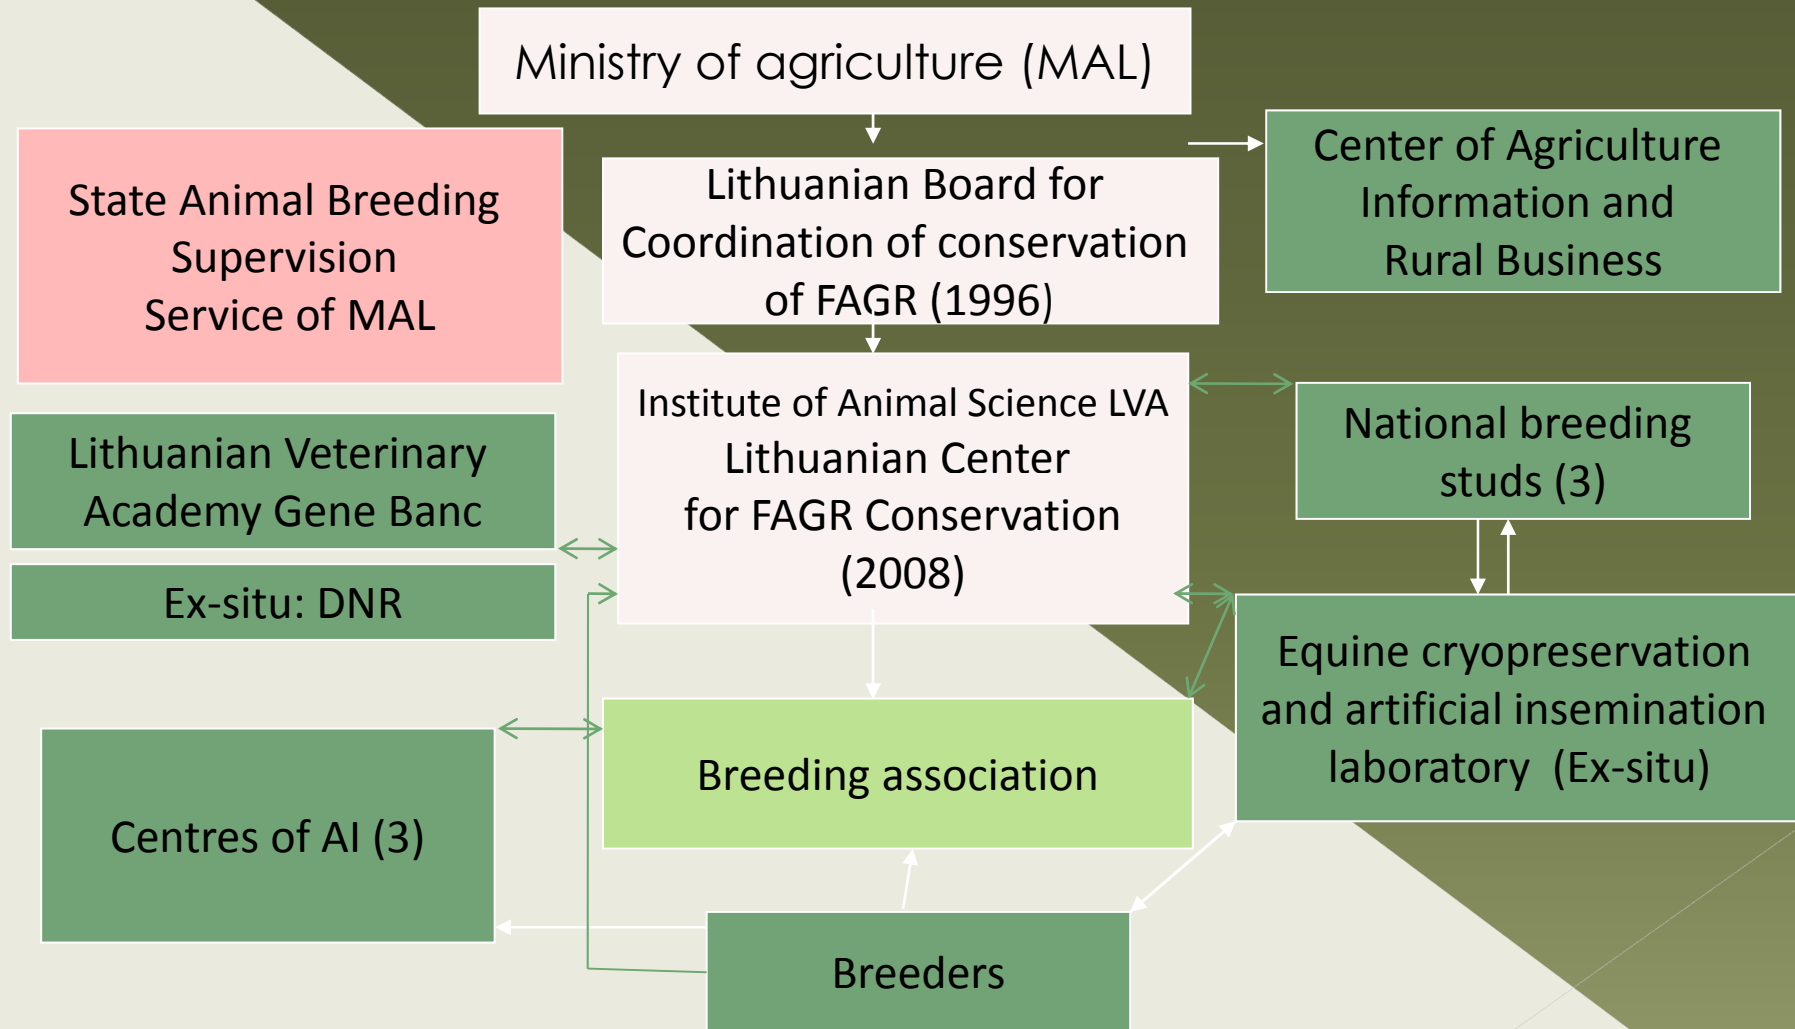 Ministry of agriculture (MAL)
State Animal Breeding
Supervision
Service of MAL
Lithuanian Board for
Coordination of conservation
of FAGR (1996)
Center of Agriculture
Information and
Rural Business
Lithuanian Veterinary
Academy Gene Banc
Ex-situ: DNR
Institute of Animal Science LVA
Lithuanian Center
for FAGR Conservation
(2008)
National breeding
studs (3)
Equine cryopreservation
and artificial insemination
laboratory (Ex-situ)
Breeding association
Centres of AI (3)
Breeders